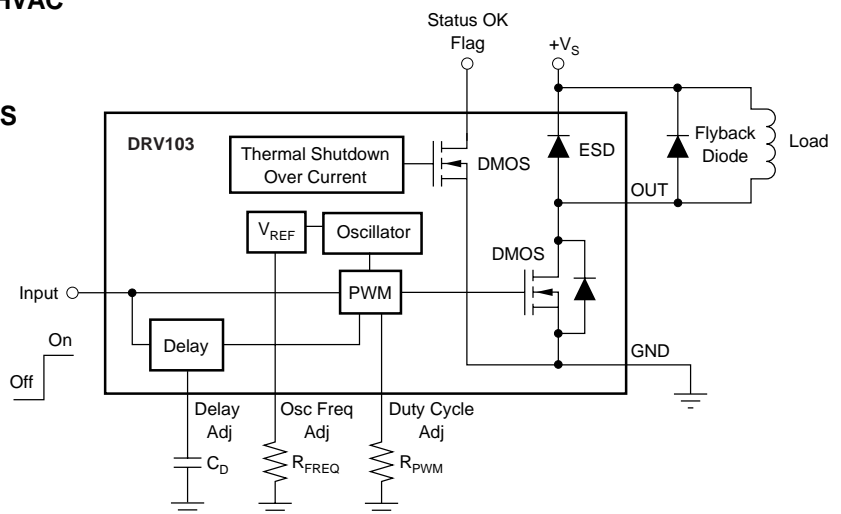 HVAC
S
Status OK
Flag
+VS
DRV103
Thermal Shutdown
Over Current
DMOS
ESD
Flyback
Diode
Load
OUT
VREF
Oscillator
DMOS
Input
PWM
On
Off
Delay
GND
Delay
Adj
Osc Freq
Adj
Duty Cycle
Adj
CD
RFREQ
RPWM